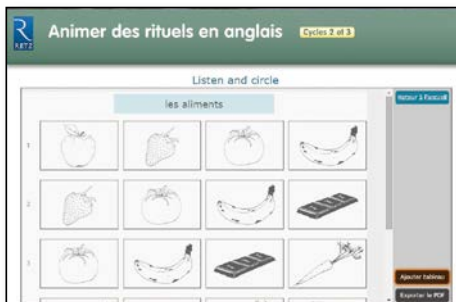 Animer des rituels en anglais Cycles 2 et 3
RETZ
Listen and circle
les aliments
Retour à l'accueil
1
2
3
Ajouter tableau
Exporter le PDF